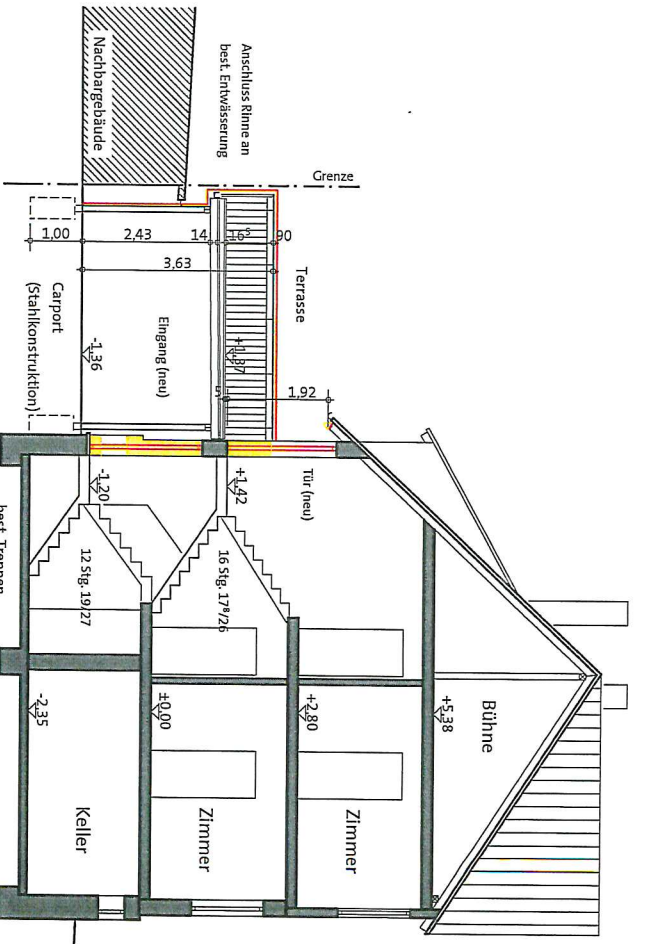 Nachbargebäude
Anschluss Rinne an
best. Entwässerung
Grenze
1,00
2,43
14
16⁵
90
3,63
Terrasse
Carport
(Stahlkonstruktion)
-1,36
Eingang (neu)
+1,37
5
1,92
-1,20
+1,42
Tür (neu)
12 Stg. 19/27
16 Stg. 17⁸/26
best. Treppen
-2,35
±0,00
+2,80
+5,38
Bühne
Keller
Zimmer
Zimmer